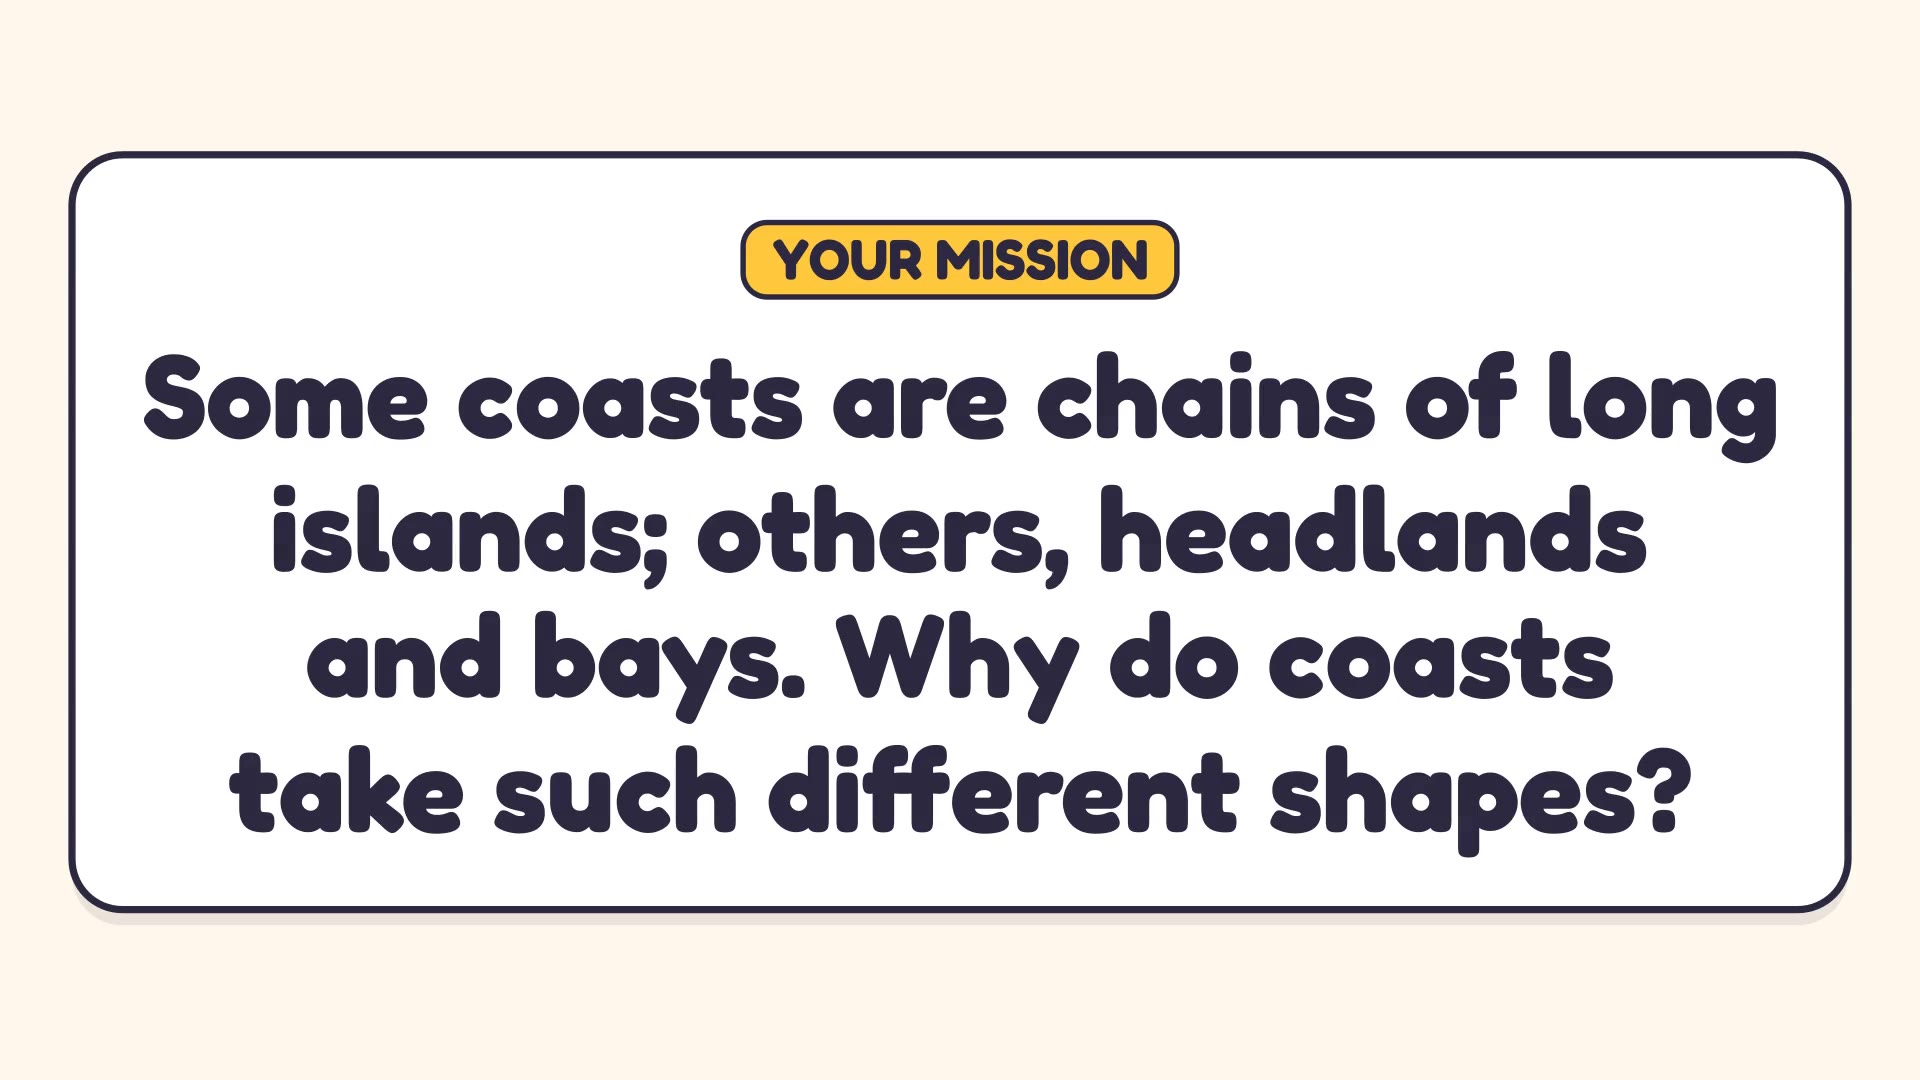 YOUR MISSION
Some coasts are chains of long
islands; others, headlands
and bays. Why do coasts
take such different shapes?